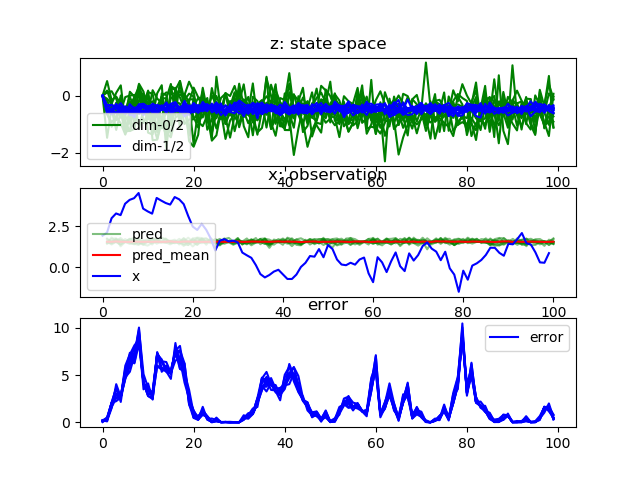 z: state space
0
−2
dim-0/2
dim-1/2
0 20 40 60 80 100
x: observation
2.5
0.0
pred
pred_mean
x
0 20 40 60 80 100
error
10
5
0
error
0 20 40 60 80 100